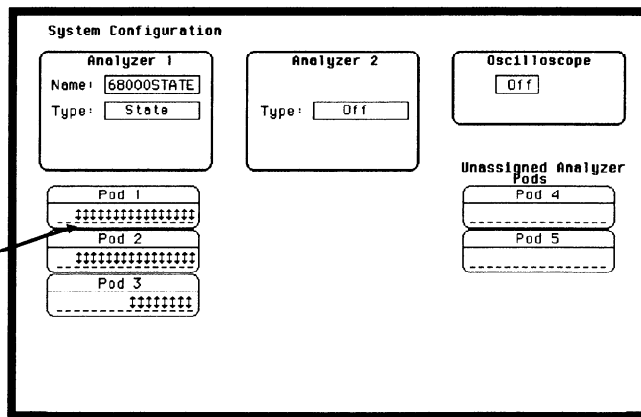 System Configuration
Analyzer 1
Name: 68000STATE
Type: State
Analyzer 2
Type: Off
Oscilloscope
Off
Unassigned Analyzer
Pods
Pod 1
Pod 2
Pod 3
Pod 4
Pod 5